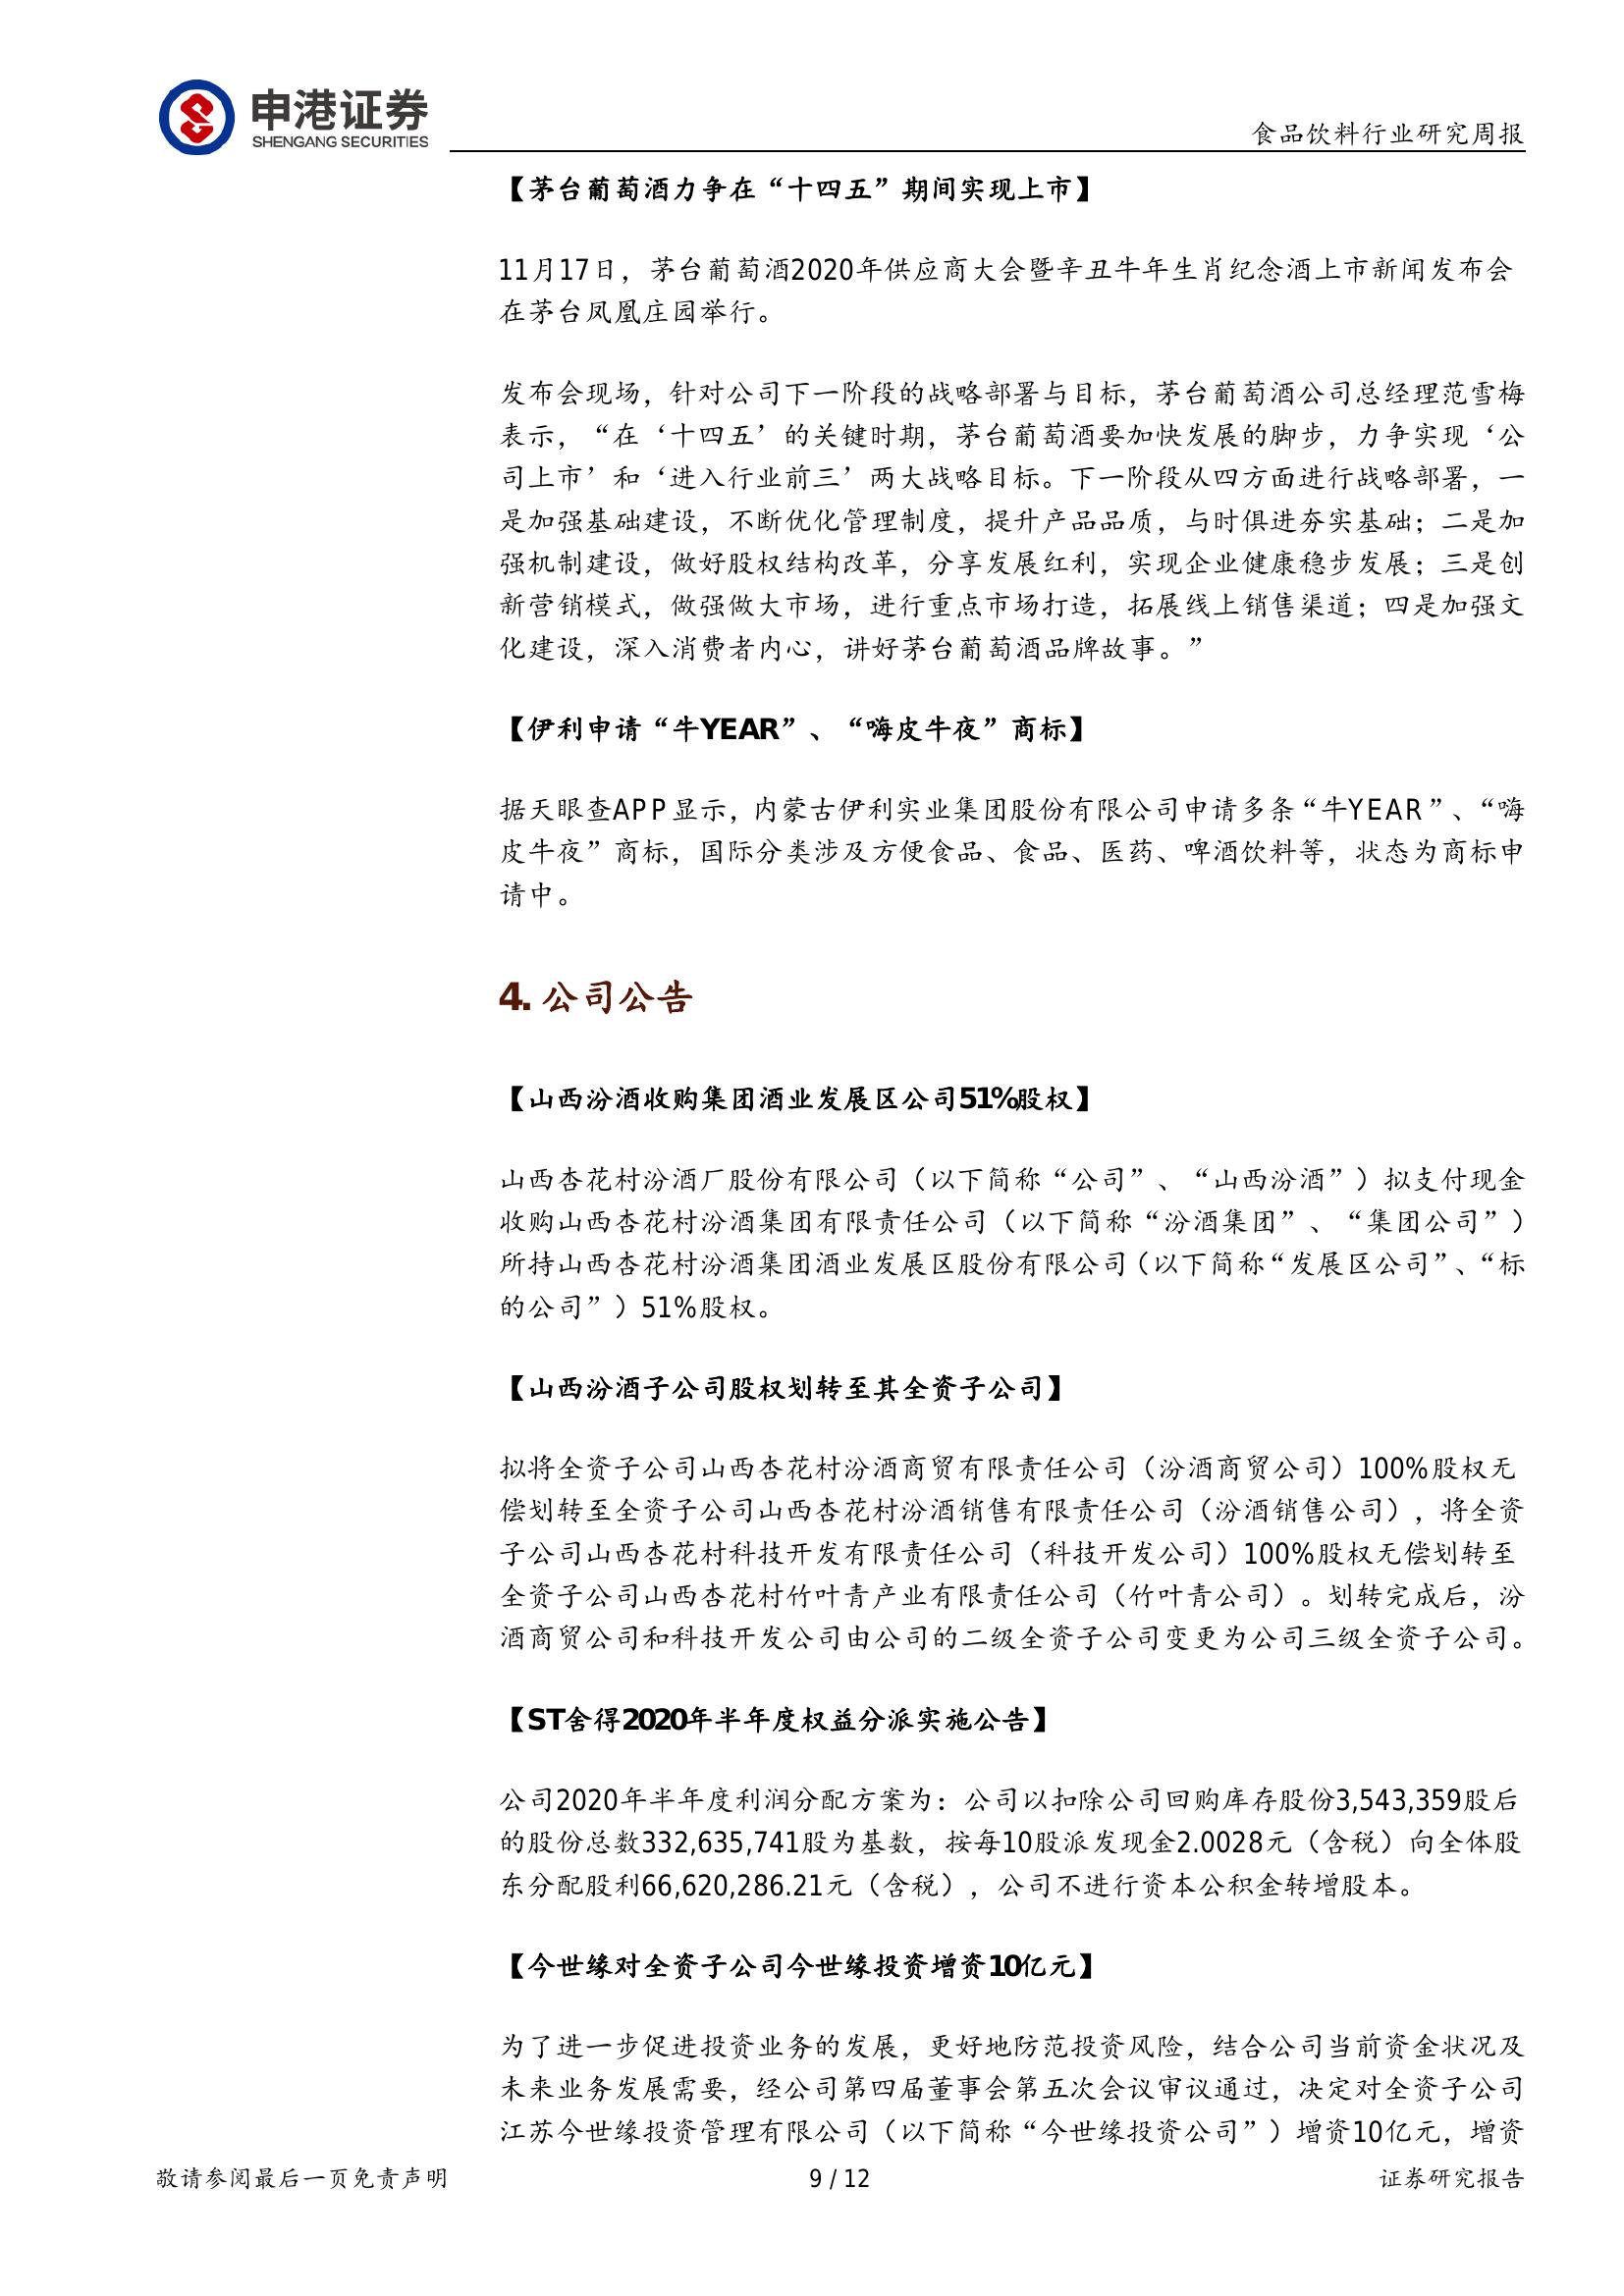 申港证券
SHENGANG SECURITIES
食品饮料行业研究周报
【茅台葡萄酒力争在“十四五”期间实现上市】
11月17日，茅台葡萄酒2020年供应商大会暨辛丑牛年生肖纪念酒上市新闻发布会
在茅台凤凰庄园举行。
发布会现场，针对公司下一阶段的战略部署与目标，茅台葡萄酒公司总经理范雪梅
表示，“在‘十四五’的关键时期，茅台葡萄酒要加快发展的脚步，力争实现‘公
司上市’和‘进入行业前三’两大战略目标。下一阶段从四方面进行战略部署，一
是加强基础建设，不断优化管理制度，提升产品品质，与时俱进夯实基础；二是加
强机制建设，做好股权结构改革，分享发展红利，实现企业健康稳步发展；三是创
新营销模式，做强做大市场，进行重点市场打造，拓展线上销售渠道；四是加强文
化建设，深入消费者内心，讲好茅台葡萄酒品牌故事。”
【伊利申请“牛YEAR”、“嗨皮牛夜”商标】
据天眼查APP显示，内蒙古伊利实业集团股份有限公司申请多条“牛YEAR”、“嗨
皮牛夜”商标，国际分类涉及方便食品、食品、医药、啤酒饮料等，状态为商标申
请中。
4. 公司公告
【山西汾酒收购集团酒业发展区公司51%股权】
山西杏花村汾酒厂股份有限公司（以下简称“公司”、“山西汾酒”）拟支付现金
收购山西杏花村汾酒集团有限责任公司（以下简称“汾酒集团”、“集团公司”）
所持山西杏花村汾酒集团酒业发展区股份有限公司（以下简称“发展区公司”、“标
的公司”）51%股权。
【山西汾酒子公司股权划转至其全资子公司】
拟将全资子公司山西杏花村汾酒商贸有限责任公司（汾酒商贸公司）100%股权无
偿划转至全资子公司山西杏花村汾酒销售有限责任公司（汾酒销售公司），将全资
子公司山西杏花村科技开发有限责任公司（科技开发公司）100%股权无偿划转至
全资子公司山西杏花村竹叶青产业有限责任公司（竹叶青公司）。划转完成后，汾
酒商贸公司和科技开发公司由公司的二级全资子公司变更为公司三级全资子公司。
【ST舍得2020年半年度权益分派实施公告】
公司2020年半年度利润分配方案为：公司以扣除公司回购库存股份3,543,359股后
的股份总数332,635,741股为基数，按每10股派发现金2.0028元（含税）向全体股
东分配股利66,620,286.21元（含税），公司不进行资本公积金转增股本。
【今世缘对全资子公司今世缘投资增资10亿元】
为了进一步促进投资业务的发展，更好地防范投资风险，结合公司当前资金状况及
未来业务发展需要，经公司第四届董事会第五次会议审议通过，决定对全资子公司
江苏今世缘投资管理有限公司（以下简称“今世缘投资公司”）增资10亿元，增资
敬请参阅最后一页免责声明
9 / 12
证券研究报告